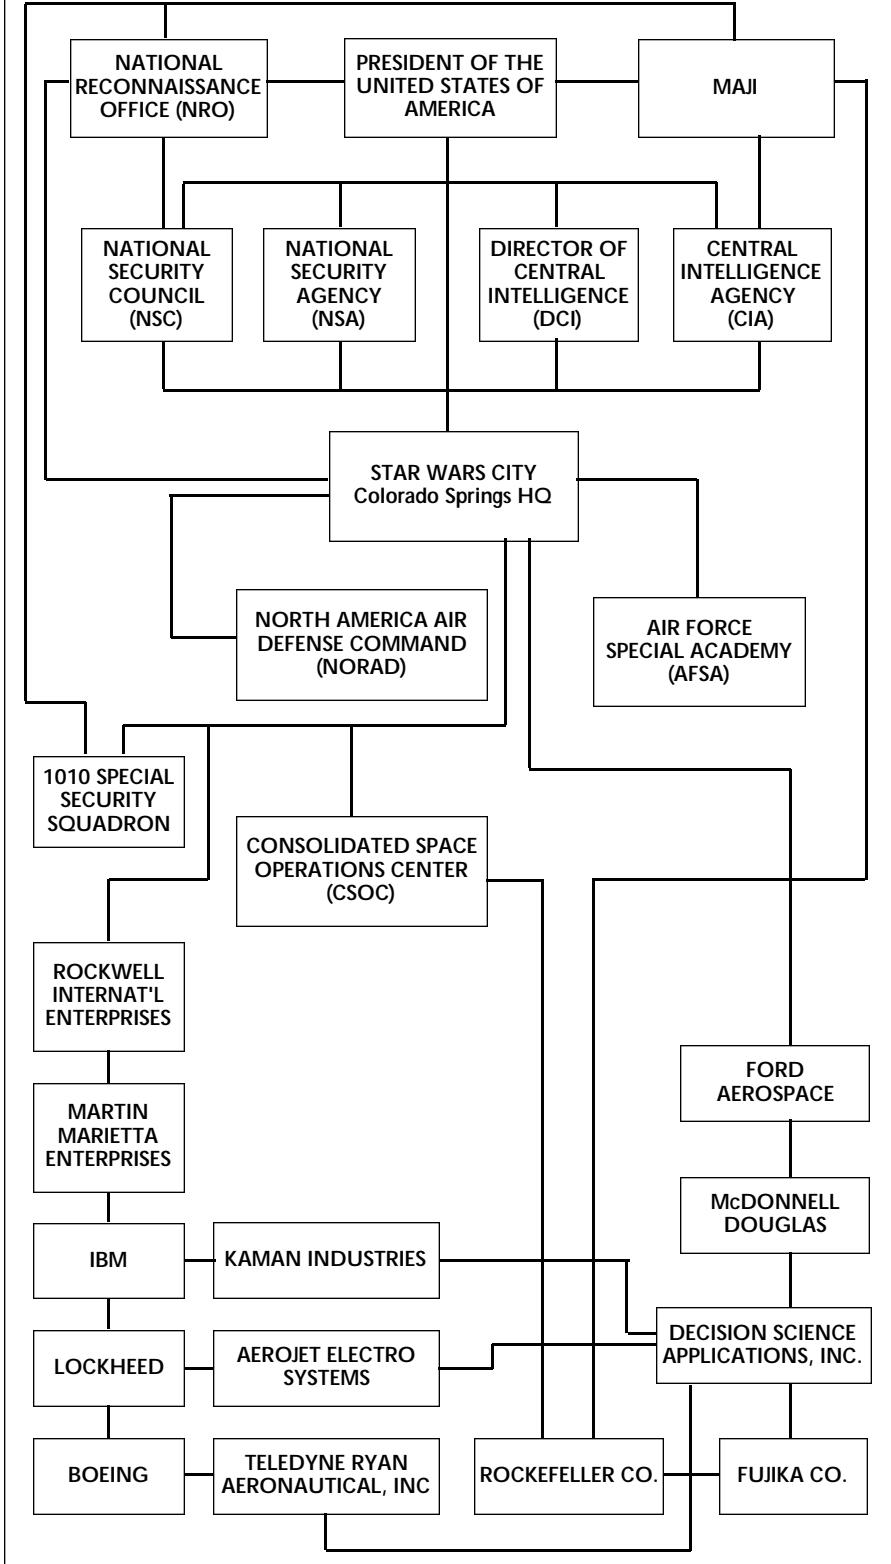 NATIONAL
RECONNAISSANCE
OFFICE (NRO)
PRESIDENT OF THE
UNITED STATES OF
AMERICA
MAJI
NATIONAL
SECURITY
COUNCIL
(NSC)
NATIONAL
SECURITY
AGENCY
(NSA)
DIRECTOR OF
CENTRAL
INTELLIGENCE
(DCI)
CENTRAL
INTELLIGENCE
AGENCY
(CIA)
STAR WARS CITY
Colorado Springs HQ
NORTH AMERICA AIR
DEFENSE COMMAND
(NORAD)
AIR FORCE
SPECIAL ACADEMY
(AFSA)
1010 SPECIAL
SECURITY
SQUADRON
CONSOLIDATED SPACE
OPERATIONS CENTER
(CSOC)
ROCKWELL
INTERNAT'L
ENTERPRISES
FORD
AEROSPACE
MARTIN
MARIETTA
ENTERPRISES
McDONNELL
DOUGLAS
IBM
KAMAN INDUSTRIES
DECISION SCIENCE
APPLICATIONS, INC.
LOCKHEED
AEROJET ELECTRO
SYSTEMS
BOEING
TELEDYNE RYAN
AERONAUTICAL, INC
ROCKEFELLER CO.
FUJIKA CO.